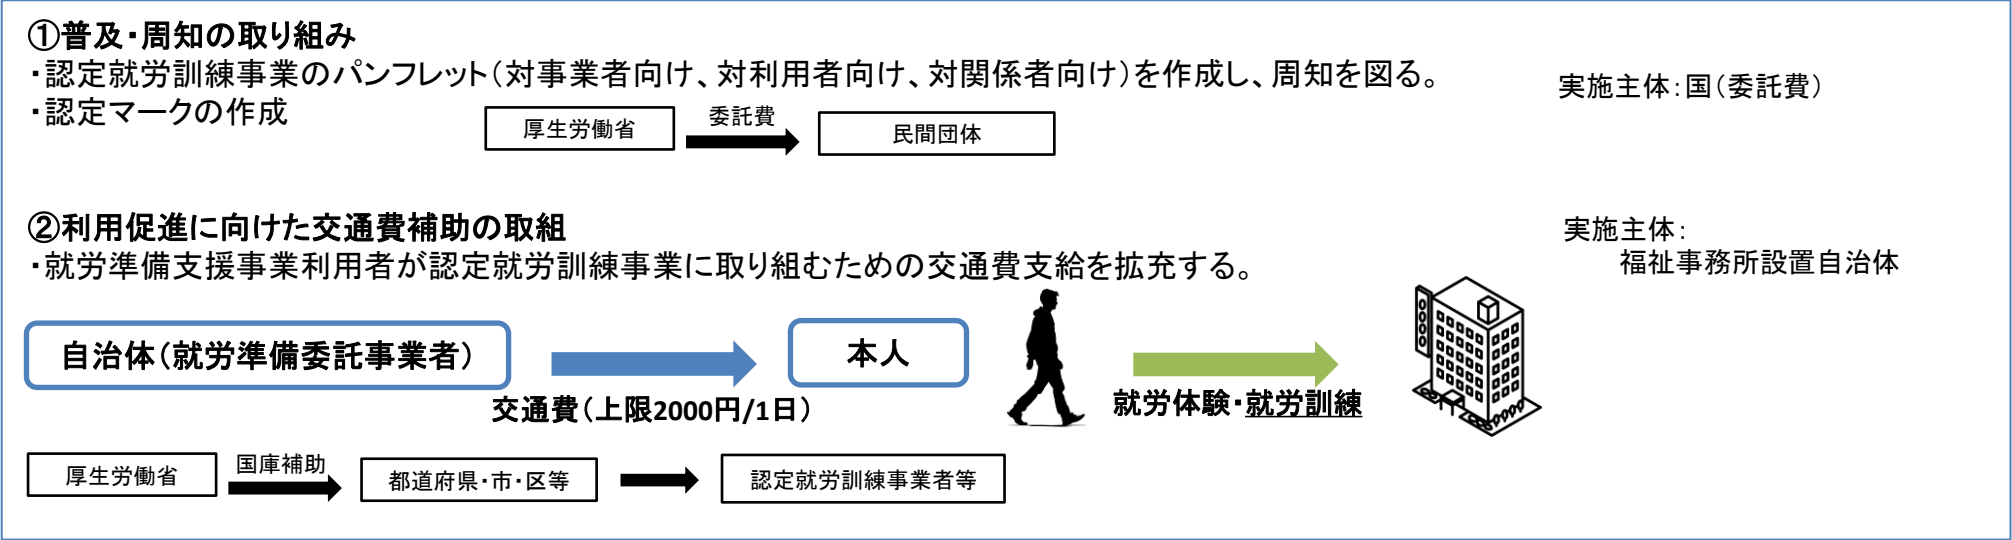 ①普及・周知の取り組み
・認定就労訓練事業のパンフレット（対事業者向け、対利用者向け、対関係者向け）を作成し、周知を図る。
実施主体：国（委託費）
・認定マークの作成
厚生労働省
委託費
民間団体
②利用促進に向けた交通費補助の取組
実施主体：
福祉事務所設置自治体
・就労準備支援事業利用者が認定就労訓練事業に取り組むための交通費支給を拡充する。
自治体（就労準備委託事業者）
本人
交通費（上限2000円/1日）
就労体験・就労訓練
厚生労働省
国庫補助
都道府県・市・区等
認定就労訓練事業者等